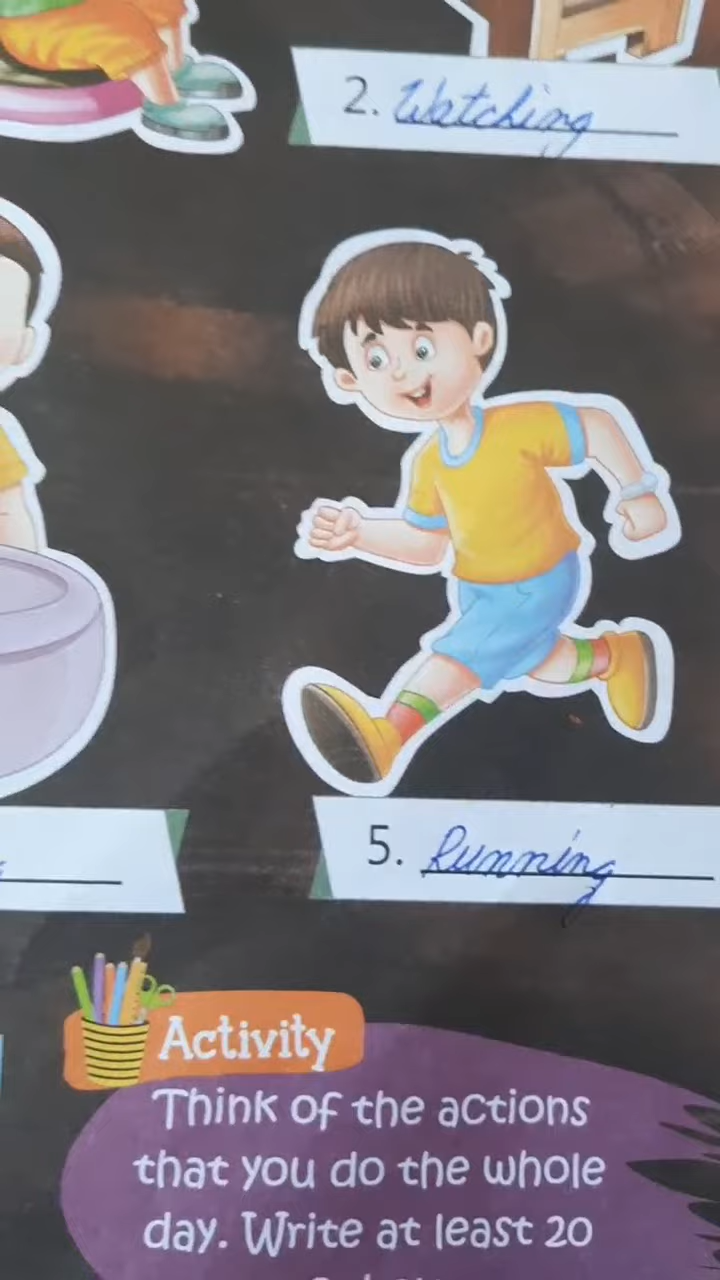 2. Watching
5. Running
Activity
Think of the actions
that you do the whole
day. Write at least 20